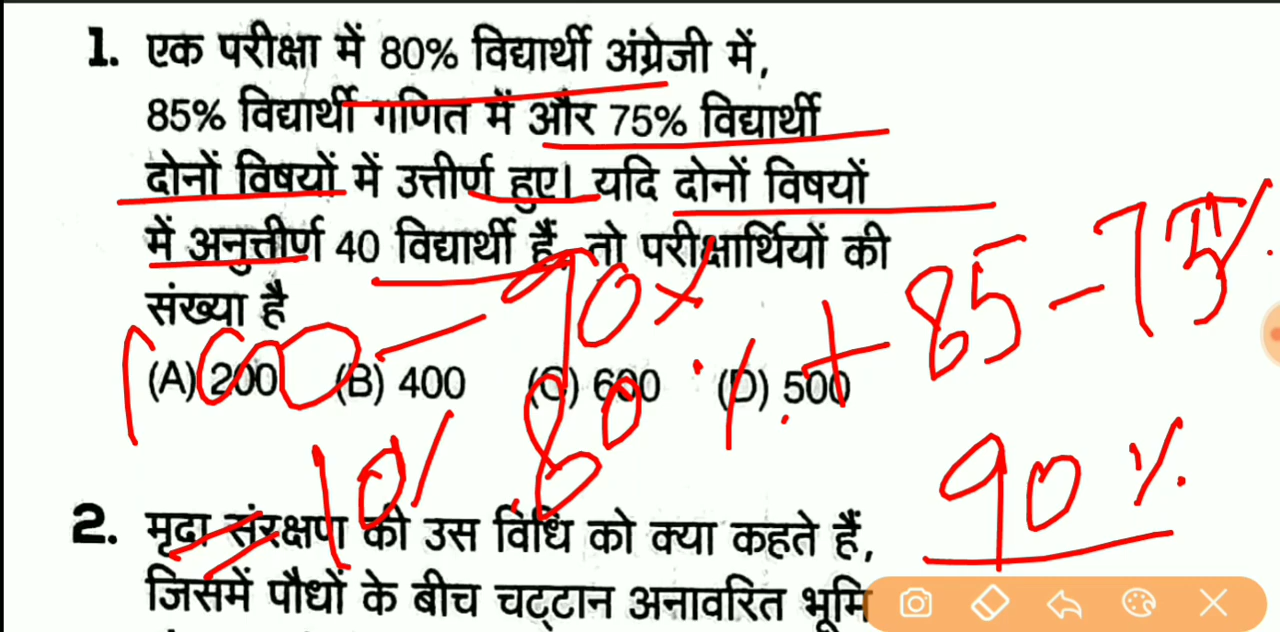 1. एक परीक्षा में 80% विद्यार्थी अंग्रेजी में,
85% विद्यार्थी गणित में और 75% विद्यार्थी
दोनों विषयों में उत्तीर्ण हुए। यदि दोनों विषयों
में अनुत्तीर्ण 40 विद्यार्थी हैं, तो परीक्षार्थियों की
संख्या है
100 - 90%
80% + 85 - 75%
(A) 200 (B) 400 (C) 600 (D) 500
= 10%
90%
2. मृदा संरक्षण की उस विधि को क्या कहते हैं,
जिसमें पौधों के बीच चट्टान अनावरित भूमि